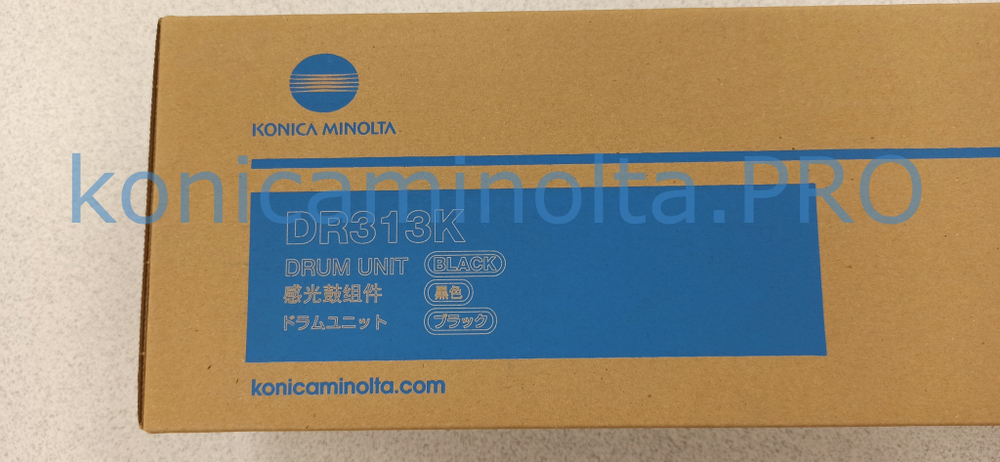 KONICA MINOLTA
konicaminolta.PRO
DR313K
DRUM UNIT BLACK
感光鼓组件 黑色
ドラムユニット ブラック
konicaminolta.com